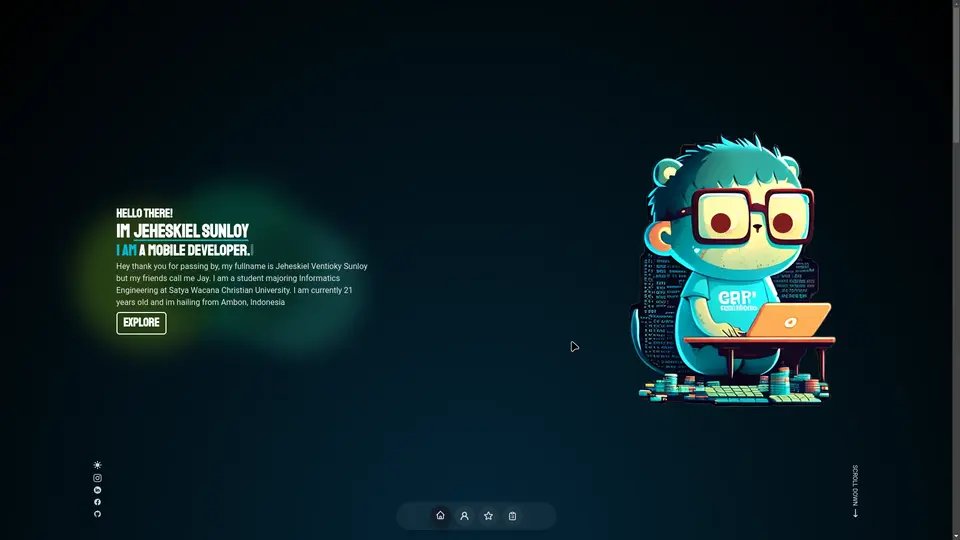 HELLO THERE!
IM JEHESKIEL SUNLOY
I AM A MOBILE DEVELOPER.
Hey thank you for passing by, my fullname is Jeheskiel Ventioky Sunloy
but my friends call me Jay. I am a student majoring Informatics
Engineering at Satya Wacana Christian University. I am currently 21
years old and im hailing from Ambon, Indonesia
EXPLORE
SCROLL DOWN